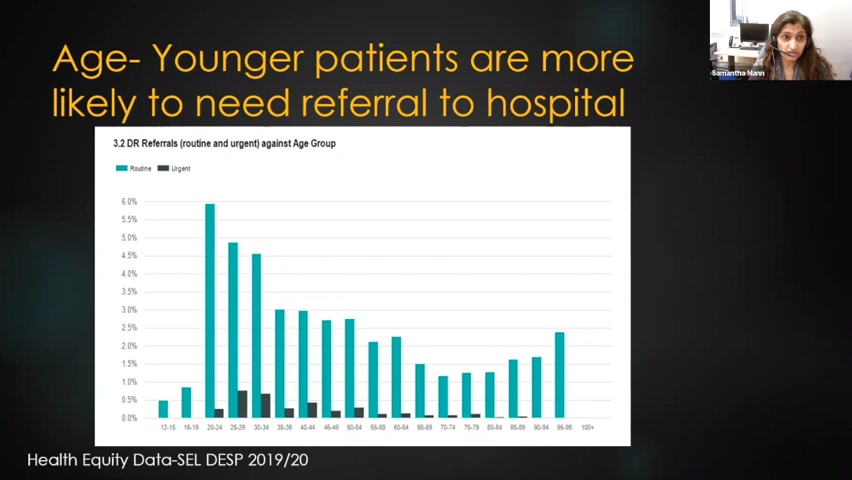 Age- Younger patients are more
likely to need referral to hospital
Samantha Mann
3.2 DR Referrals (routine and urgent) against Age Group
Routine Urgent
6.0%
5.5%
5.0%
4.5%
4.0%
3.5%
3.0%
2.5%
2.0%
1.5%
1.0%
0.5%
0.0%
12-15 16-19 20-24 25-29 30-34 35-39 40-44 45-49 50-54 55-59 60-64 65-69 70-74 75-79 80-84 85-89 90-94 95-99 100+
Health Equity Data-SEL DESP 2019/20